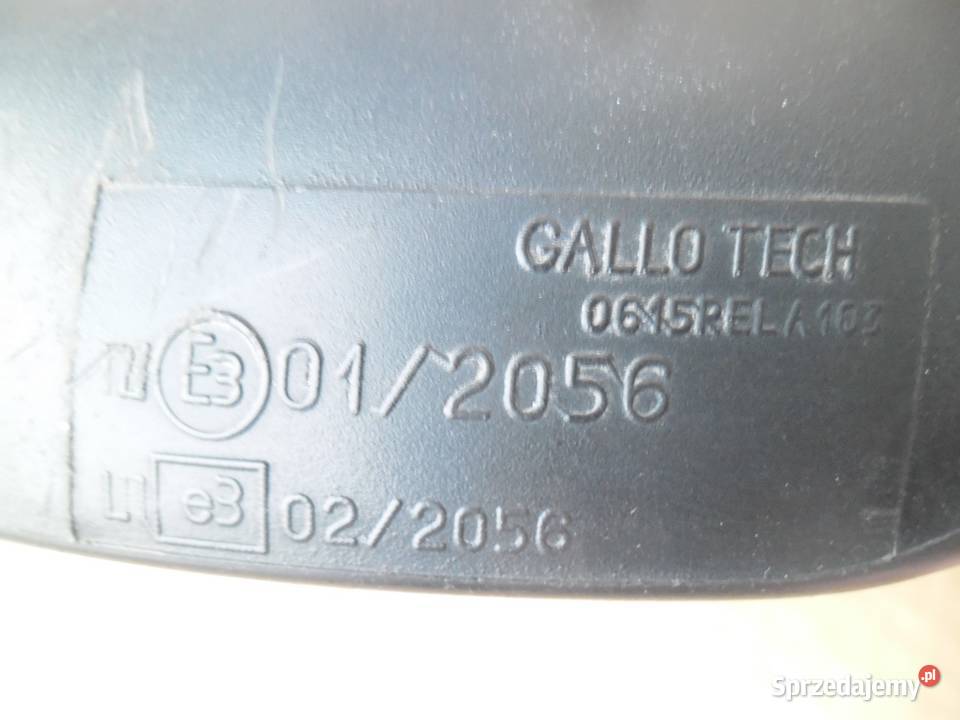 GALLO TECH
0615RELA103
E3 01/2056
e3 02/2056
Sprzedajemy.pl